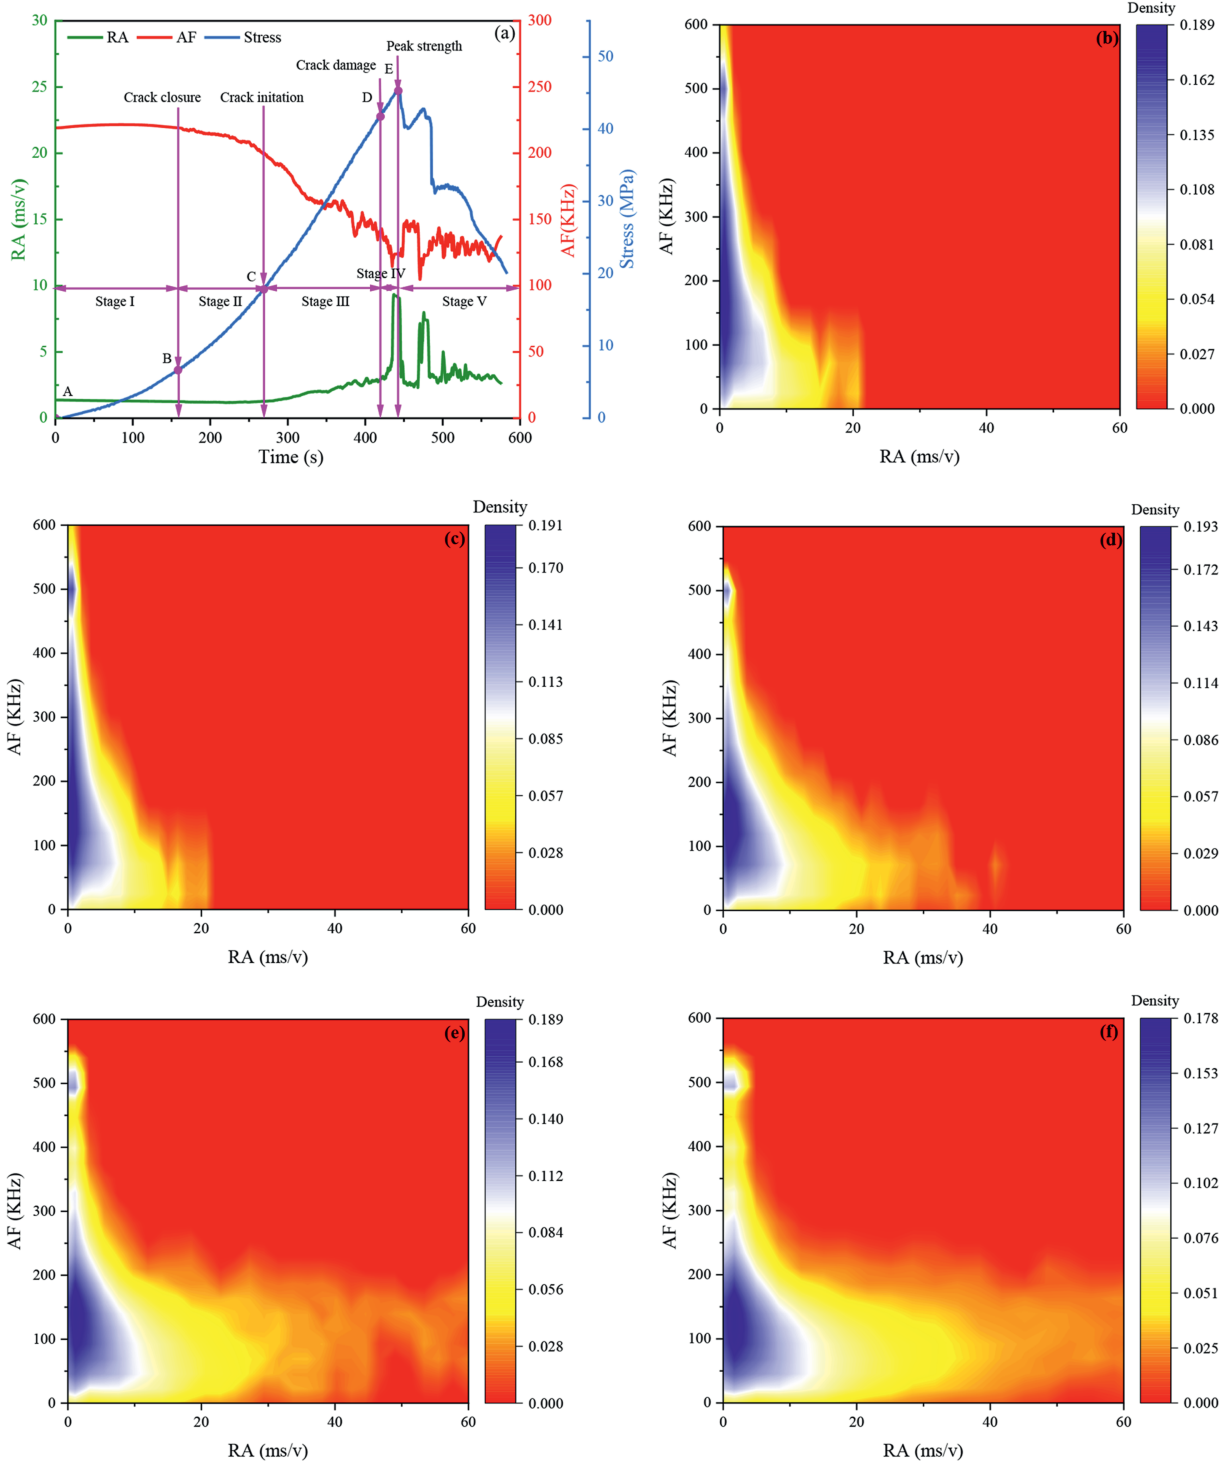 (a)
RA AF Stress
Peak strength
Crack damage E
Crack closure Crack initation D
A B C
Stage I Stage II Stage III Stage IV Stage V
RA (ms/v)
30
25
20
15
10
5
0
AF(KHz)
300
250
200
150
100
50
0
Stress (MPa)
50
40
30
20
10
0
0 100 200 300 400 500 600
Time (s)
(b)
Density
0.189
0.162
0.135
0.108
0.081
0.054
0.027
0.000
AF (KHz)
600
500
400
300
200
100
0
0 20 40 60
RA (ms/v)
(c)
Density
0.191
0.170
0.141
0.113
0.085
0.057
0.028
0.000
AF (KHz)
600
500
400
300
200
100
0
0 20 40 60
RA (ms/v)
(d)
Density
0.193
0.172
0.143
0.114
0.086
0.057
0.029
0.000
AF (KHz)
600
500
400
300
200
100
0
0 20 40 60
RA (ms/v)
(e)
Density
0.189
0.168
0.140
0.112
0.084
0.056
0.028
0.000
AF (KHz)
600
500
400
300
200
100
0
0 20 40 60
RA (ms/v)
(f)
Density
0.178
0.153
0.127
0.102
0.076
0.051
0.025
0.000
AF (KHz)
600
500
400
300
200
100
0
0 20 40 60
RA (ms/v)